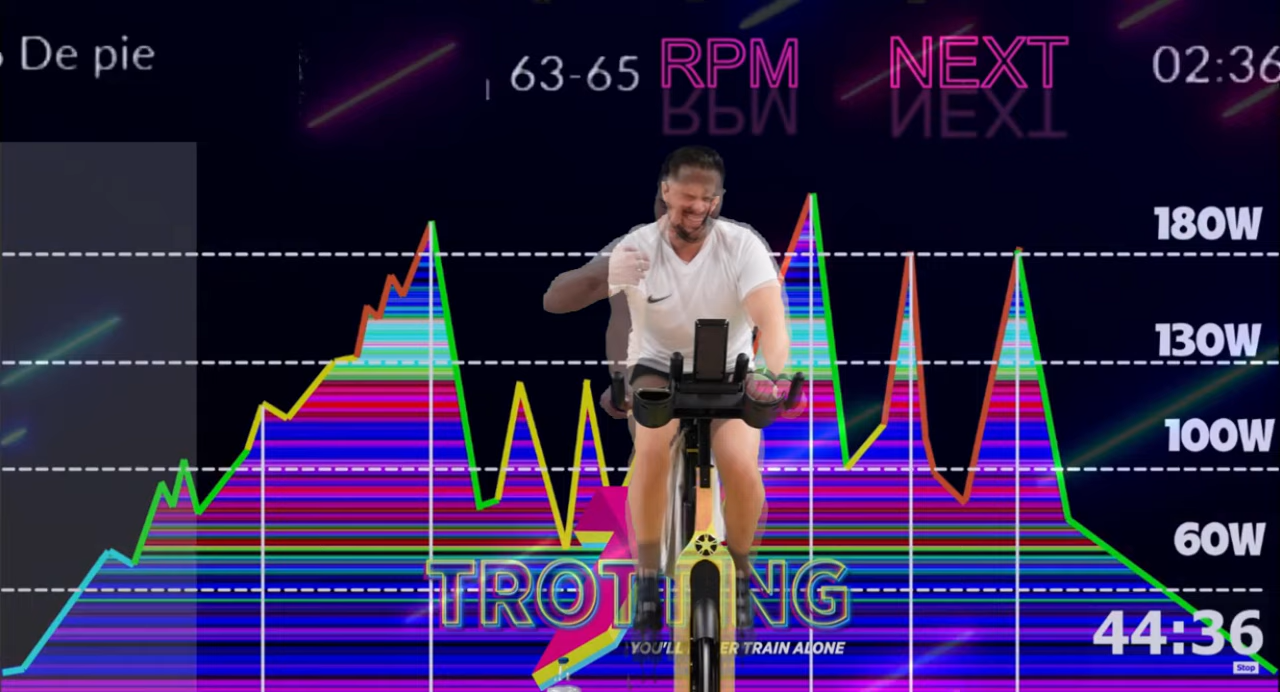 De pie
63-65 RPM
NEXT
02:36
180W
130W
100W
60W
TROTTING
YOU'LL ER TRAIN ALONE
44:36
Stop